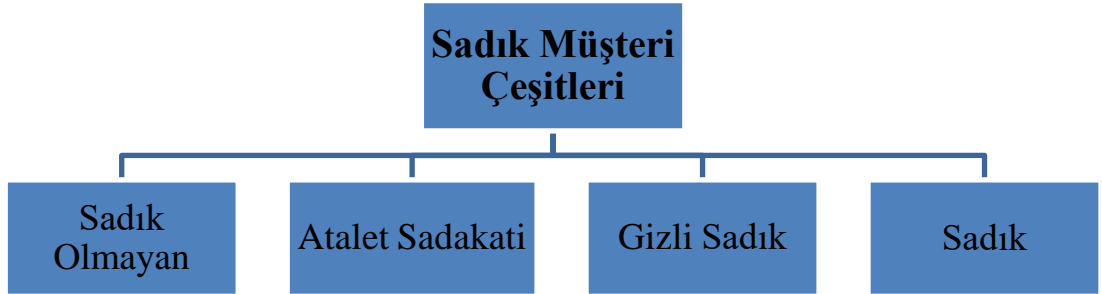 Sadık Müşteri
Çeşitleri
Sadık
Olmayan
Atalet Sadakati
Gizli Sadık
Sadık